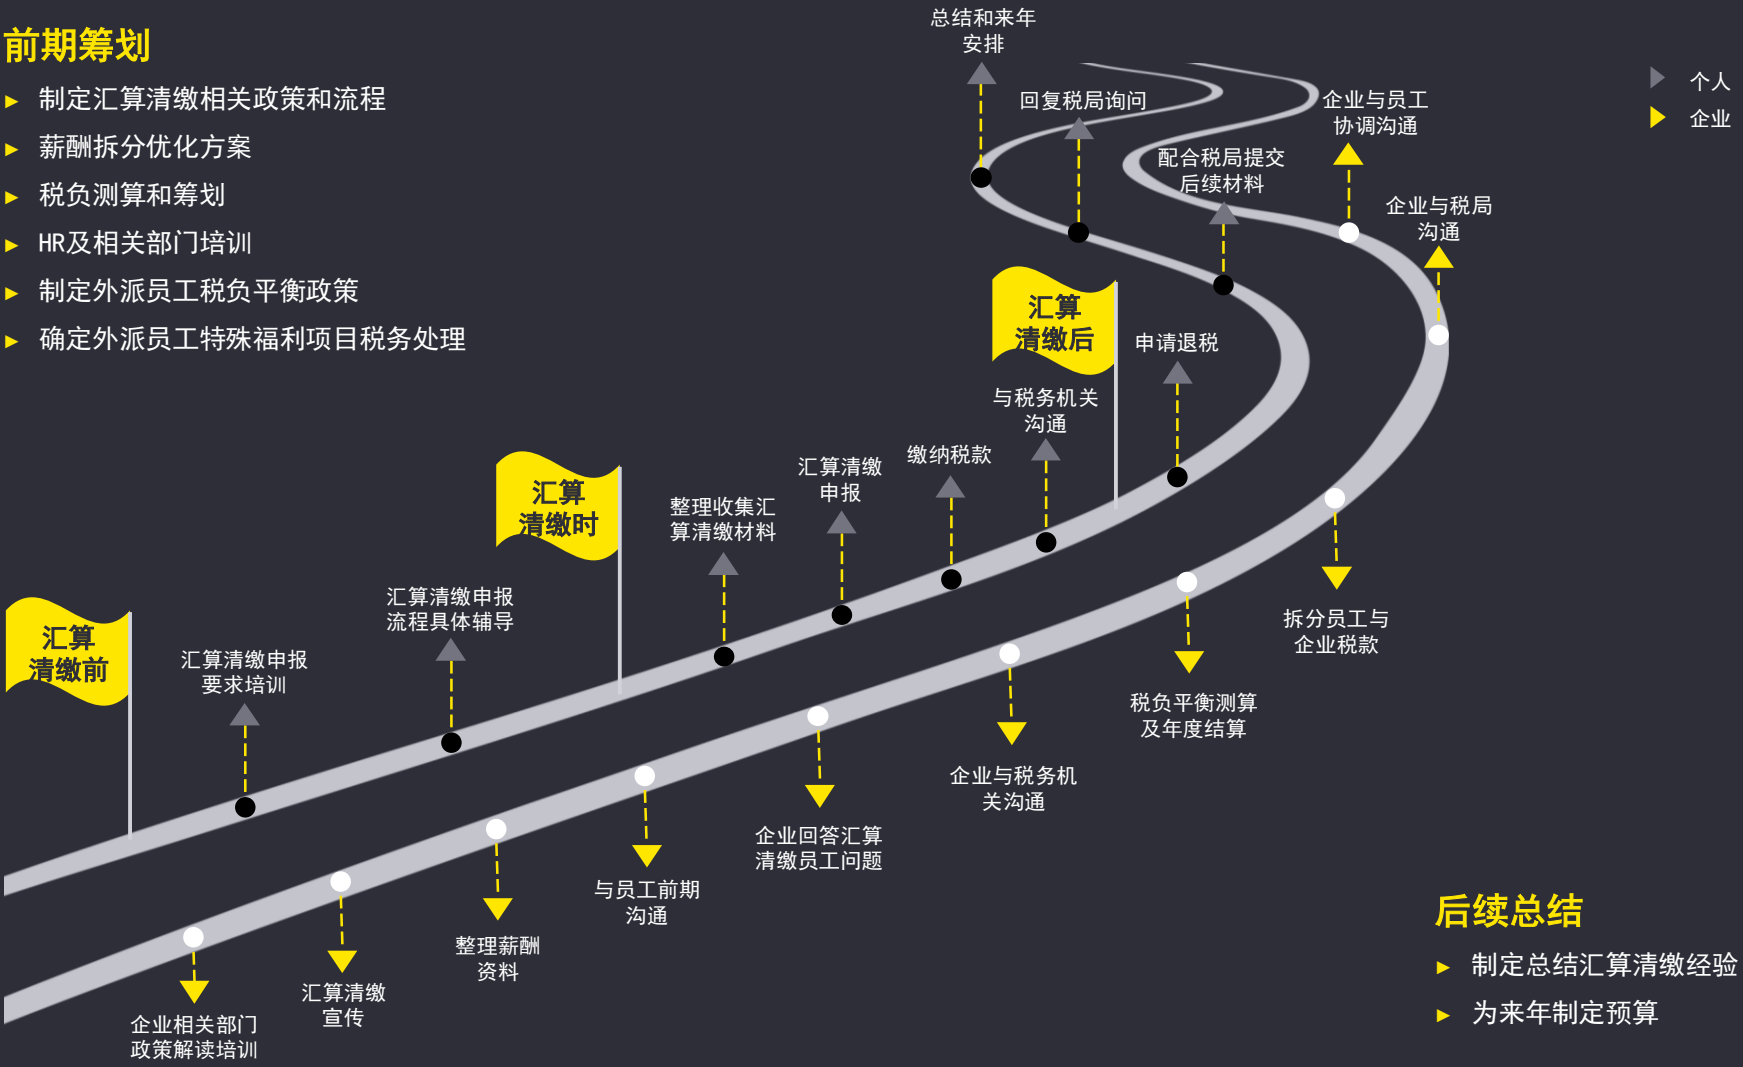 前期筹划
制定汇算清缴相关政策和流程
薪酬拆分优化方案
税负测算和筹划
HR及相关部门培训
制定外派员工税负平衡政策
确定外派员工特殊福利项目税务处理
个人
企业
总结和来年
安排
回复税局询问
配合税局提交
后续材料
企业与员工
协调沟通
企业与税局
沟通
汇算
清缴后
申请退税
与税务机关
沟通
缴纳税款
汇算清缴
申报
整理收集汇
算清缴材料
汇算
清缴时
汇算清缴申报
流程具体辅导
汇算清缴申报
要求培训
汇算
清缴前
拆分员工与
企业税款
税负平衡测算
及年度结算
企业与税务机
关沟通
企业回答汇算
清缴员工问题
与员工前期
沟通
整理薪酬
资料
汇算清缴
宣传
企业相关部门
政策解读培训
后续总结
制定总结汇算清缴经验
为来年制定预算